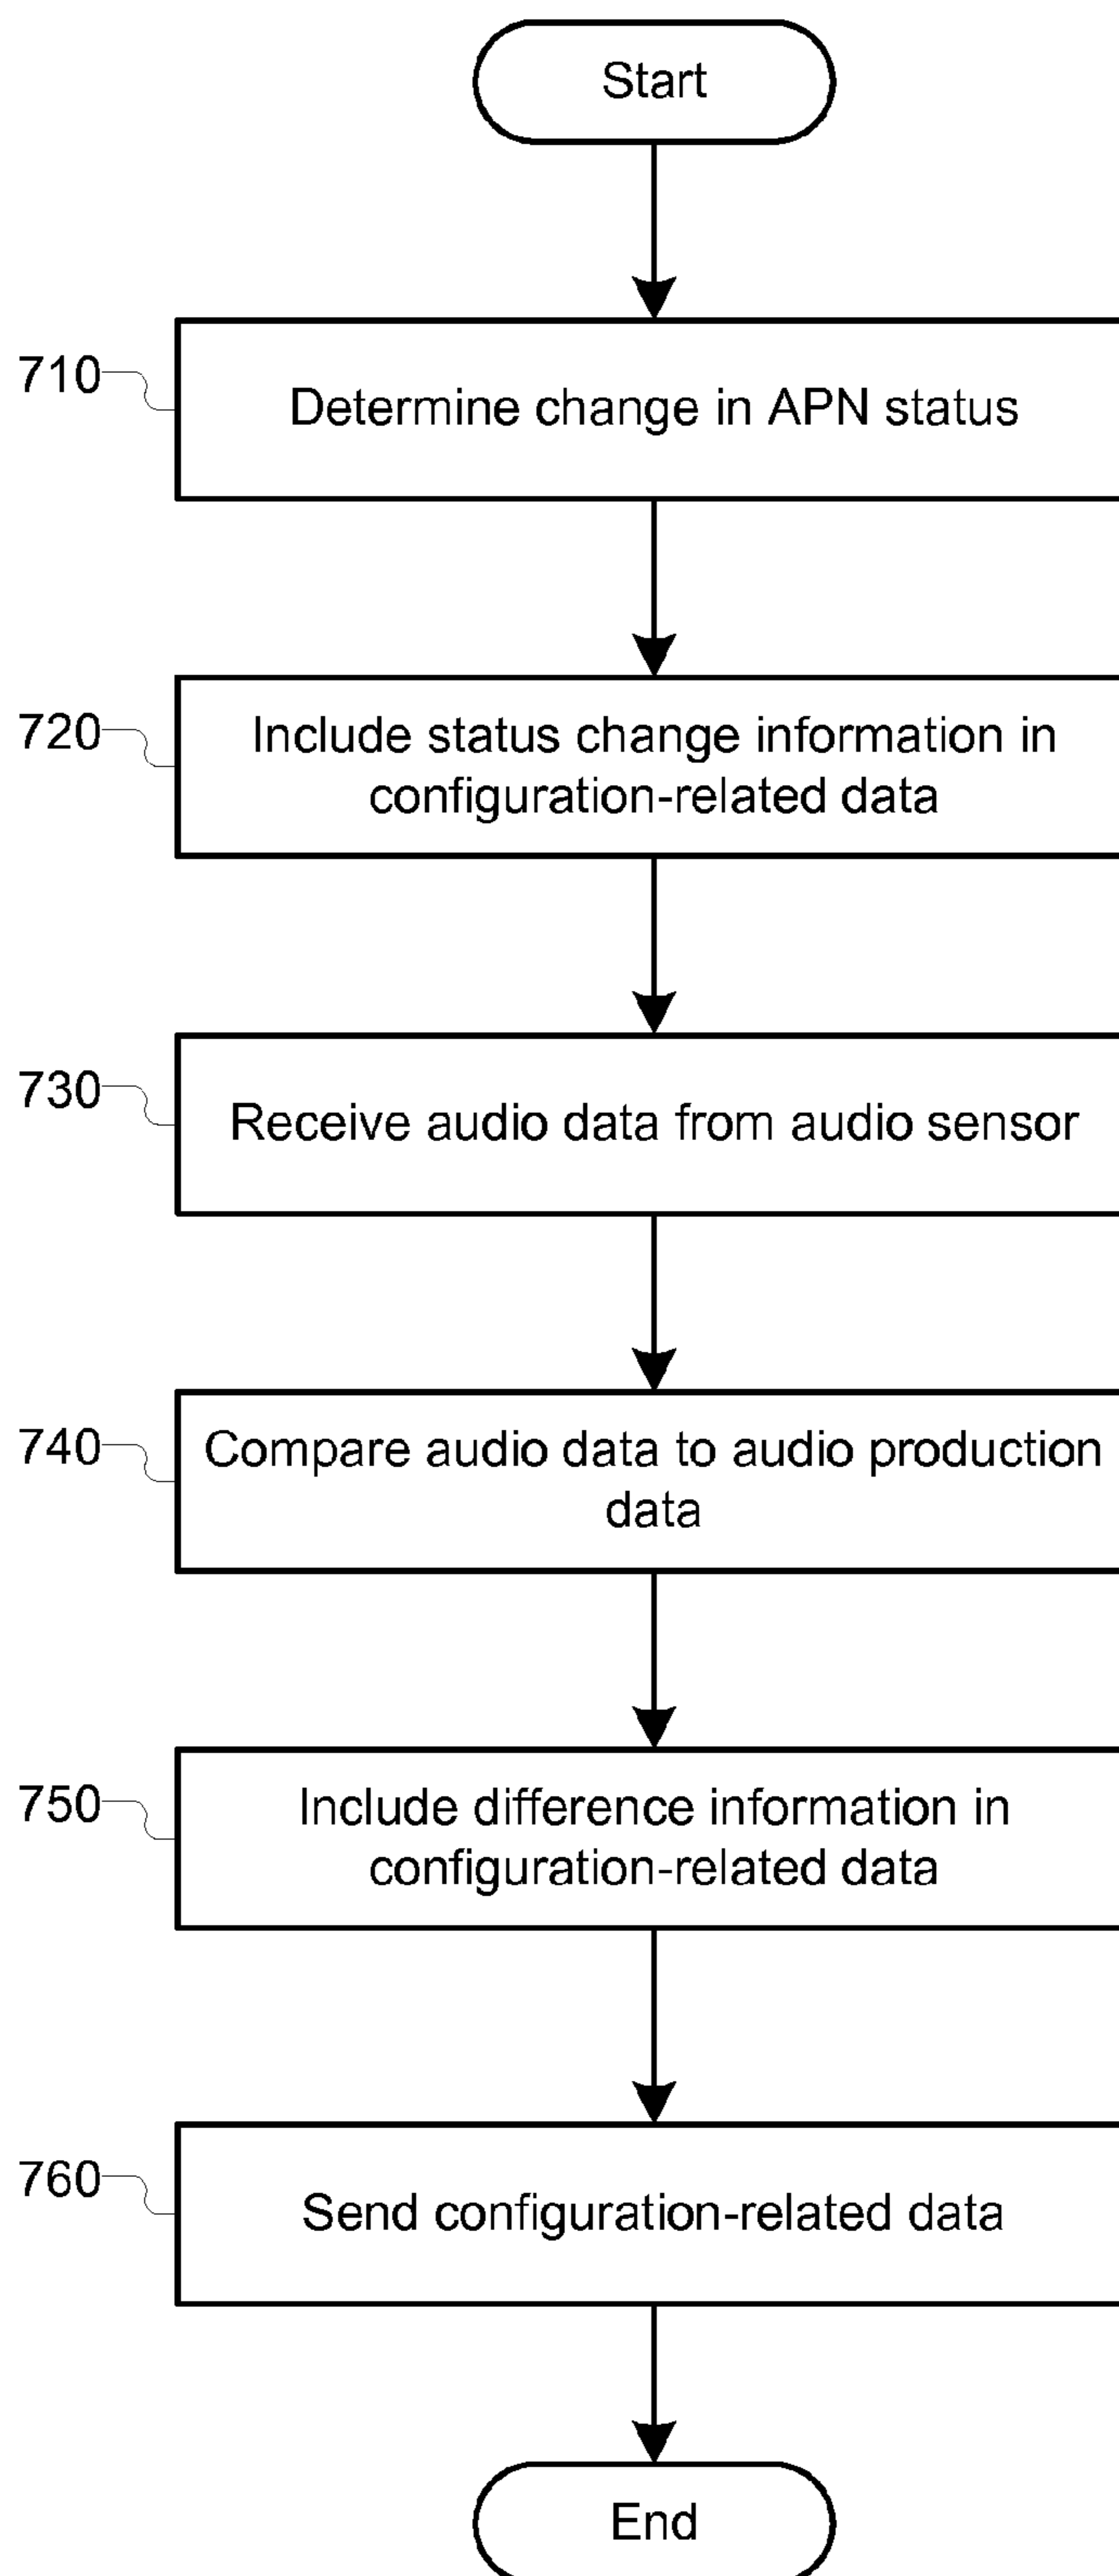 Start
710
Determine change in APN status
720
Include status change information in
configuration-related data
730
Receive audio data from audio sensor
740
Compare audio data to audio production
data
750
Include difference information in
configuration-related data
760
Send configuration-related data
End